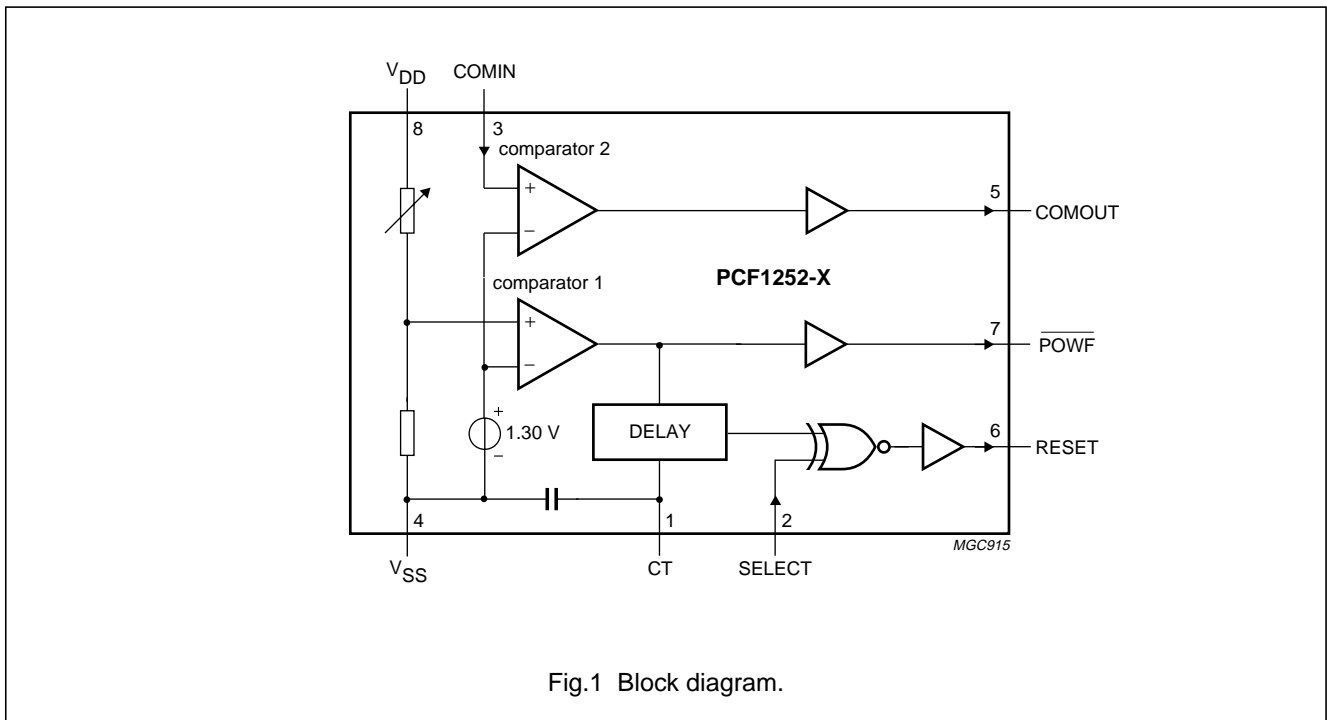 V_DD COMIN
8 3
comparator 2
+
−
5
COMOUT
PCF1252-X
comparator 1
+
−
7
POWF
+
1.30 V
−
DELAY
6
RESET
4 1 2
MGC915
V_SS CT SELECT
Fig.1 Block diagram.